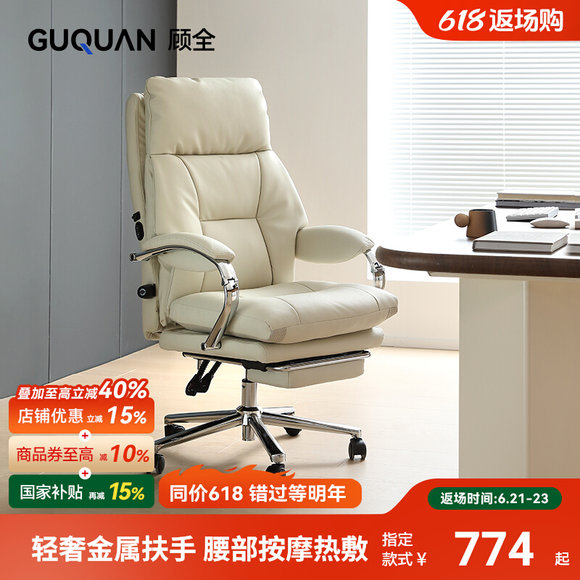 GUQUAN 顾全
618返场购
叠加至高立减40%
店铺优惠 立减 15%
+
商品券至高 减 10%
+
国家补贴 再减 15%
同价618 错过等明年
返场时间:6.21-23
轻奢金属扶手 腰部按摩热敷
指定
款式¥ 774 起